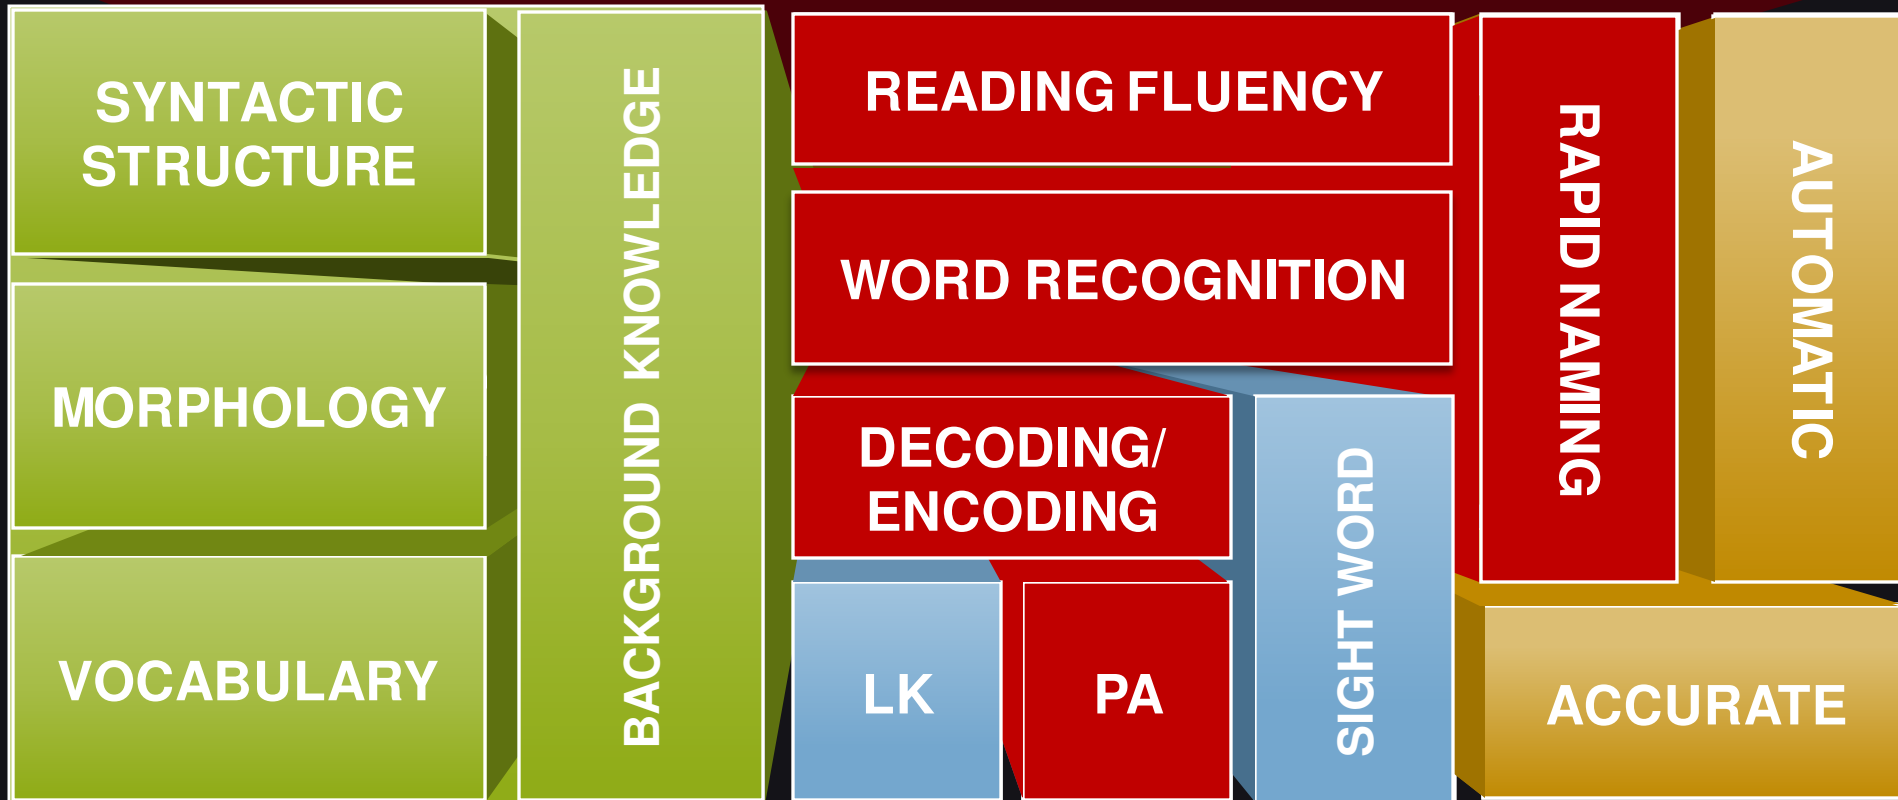 SYNTACTIC
STRUCTURE
MORPHOLOGY
VOCABULARY
BACKGROUND KNOWLEDGE
READING FLUENCY
WORD RECOGNITION
DECODING/
ENCODING
LK
PA
SIGHT WORD
RAPID NAMING
AUTOMATIC
ACCURATE